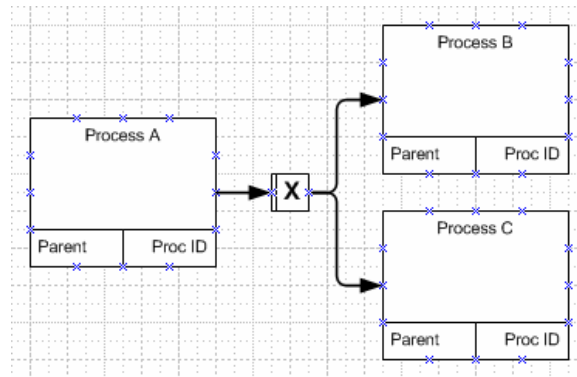 Process A
Parent Proc ID
X
Process B
Parent Proc ID
Process C
Parent Proc ID